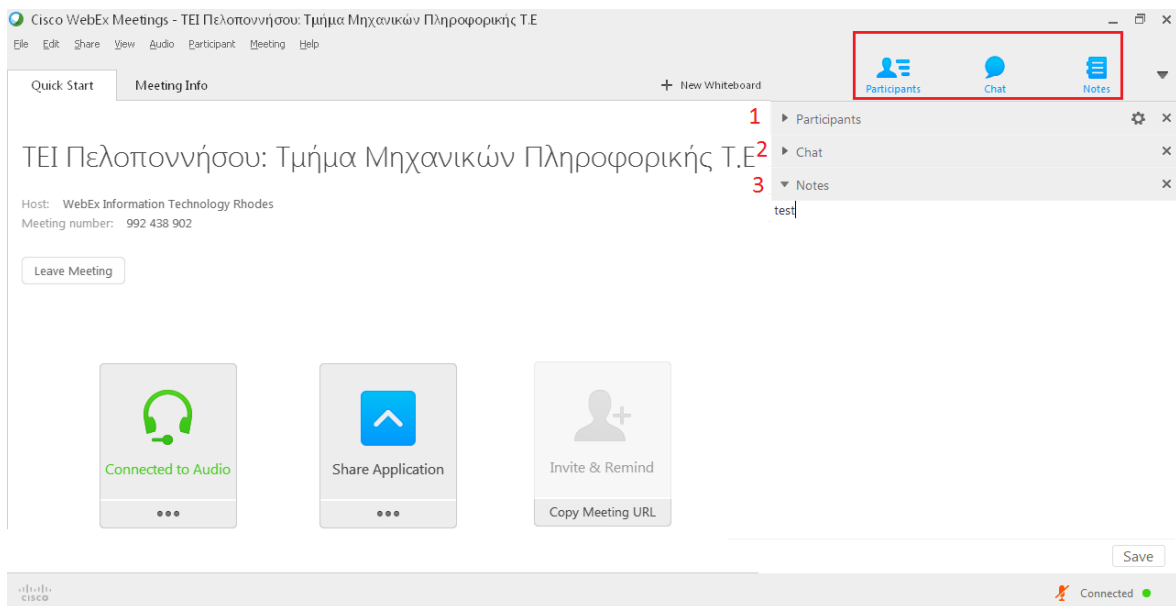 Cisco WebEx Meetings - ΤΕΙ Πελοποννήσου: Τμήμα Μηχανικών Πληροφορικής Τ.Ε
File Edit Share View Audio Participant Meeting Help
Participants Chat Notes
Quick Start Meeting Info + New Whiteboard
1 Participants
ΤΕΙ Πελοποννήσου: Τμήμα Μηχανικών Πληροφορικής Τ.Ε
2 Chat
3 Notes
Host: WebEx Information Technology Rhodes
test
Meeting number: 992 438 902
Leave Meeting
Connected to Audio
Share Application
Invite & Remind
Copy Meeting URL
Save
CISCO
Connected